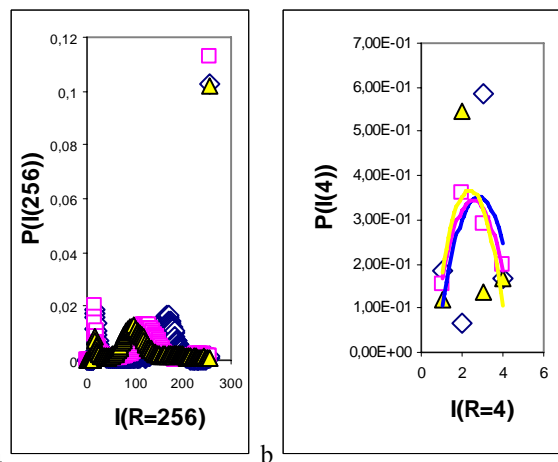 0,12
0,1
0,08
0,06
0,04
0,02
0
P(I(256))
0 100 200 300
I(R=256)
b
7,00E-01
6,00E-01
5,00E-01
4,00E-01
3,00E-01
2,00E-01
1,00E-01
0,00E+00
P(I(4))
0 2 4 6
I(R=4)